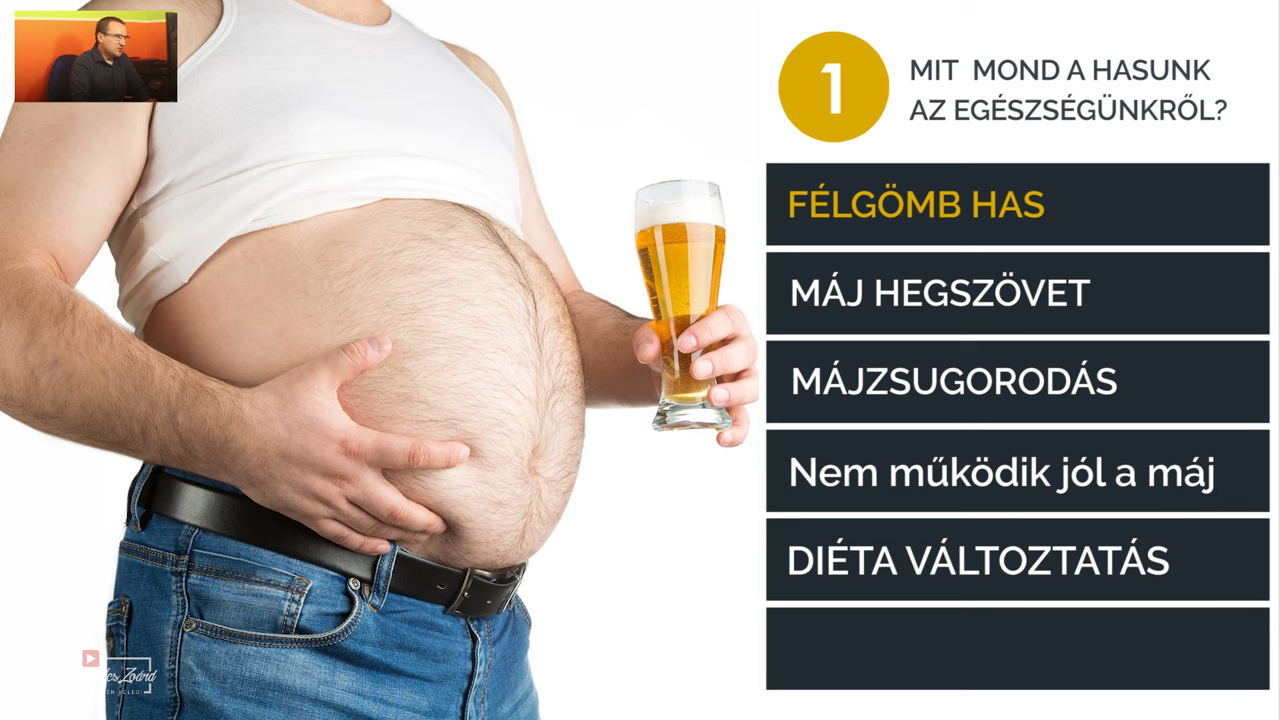 1
MIT MOND A HASUNK
AZ EGÉSZSÉGÜNKRŐL?
FÉLGÖMB HAS
MÁJ HEGSZÖVET
MÁJZSUGORODÁS
Nem működik jól a máj
DIÉTA VÁLTOZTATÁS